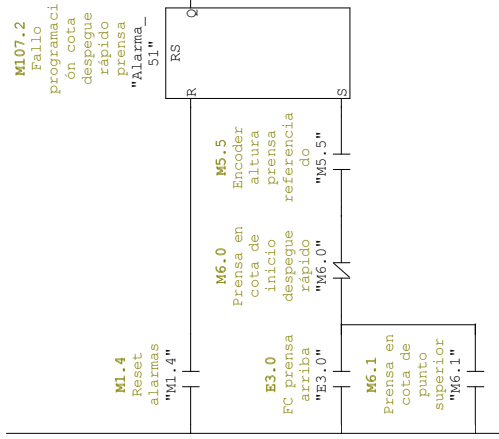 M107.2
Fallo
programaci
ón cota
despegue
rápido
prensa
"Alarma_
51"
RS
Q
R
S
M1.4
Reset
alarmas
"M1.4"
E3.0
FC prensa
arriba
"E3.0"
M6.0
Prensa en
cota de
inicio
despegue
rápido
"M6.0"
M5.5
Encoder
altura
prensa
referencia
do
"M5.5"
M6.1
Prensa en
cota de
punto
superior
"M6.1"